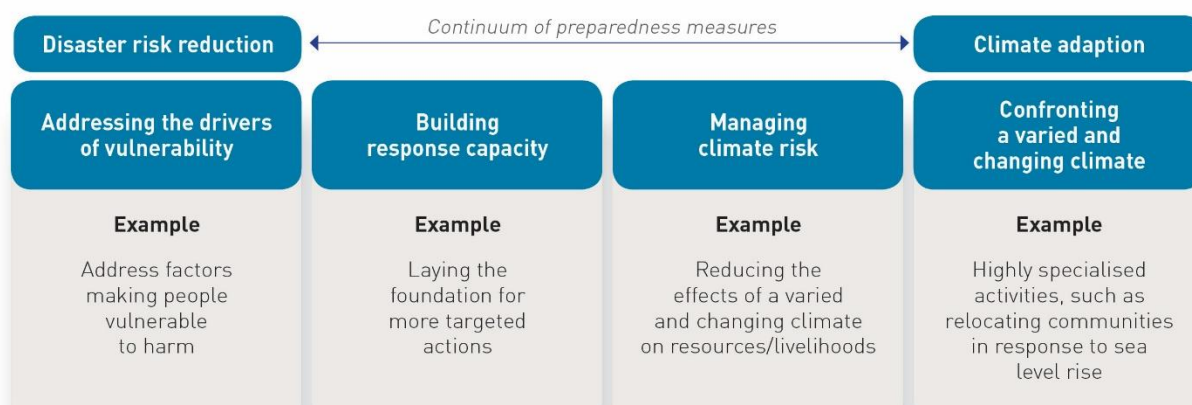 Continuum of preparedness measures
Disaster risk reduction
Climate adaption
Addressing the drivers
of vulnerability
Example
Address factors
making people
vulnerable
to harm
Building
response capacity
Example
Laying the
foundation for
more targeted
actions
Managing
climate risk
Example
Reducing the
effects of a varied
and changing climate
on resources/livelihoods
Confronting
a varied and
changing climate
Example
Highly specialised
activities, such as
relocating communities
in response to sea
level rise